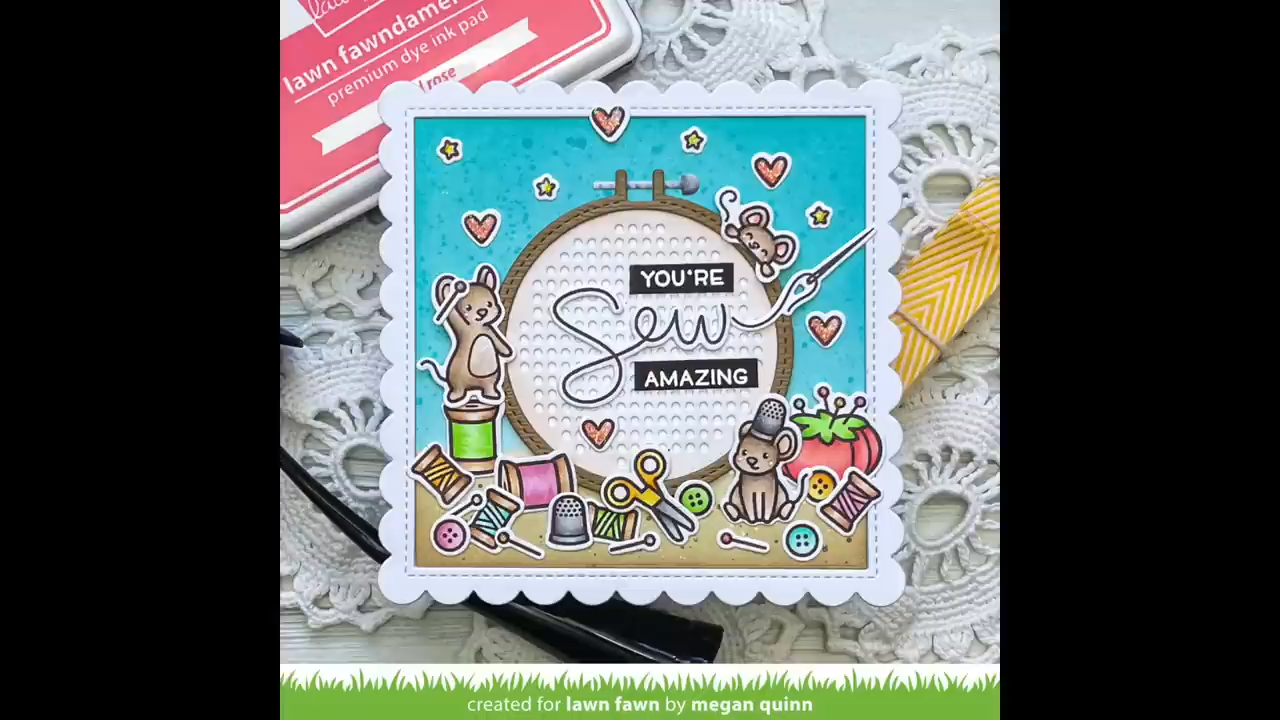 lawn fawndamen
premium dye ink pad
rose
YOU'RE
Sew
AMAZING
created for lawn fawn by megan quinn